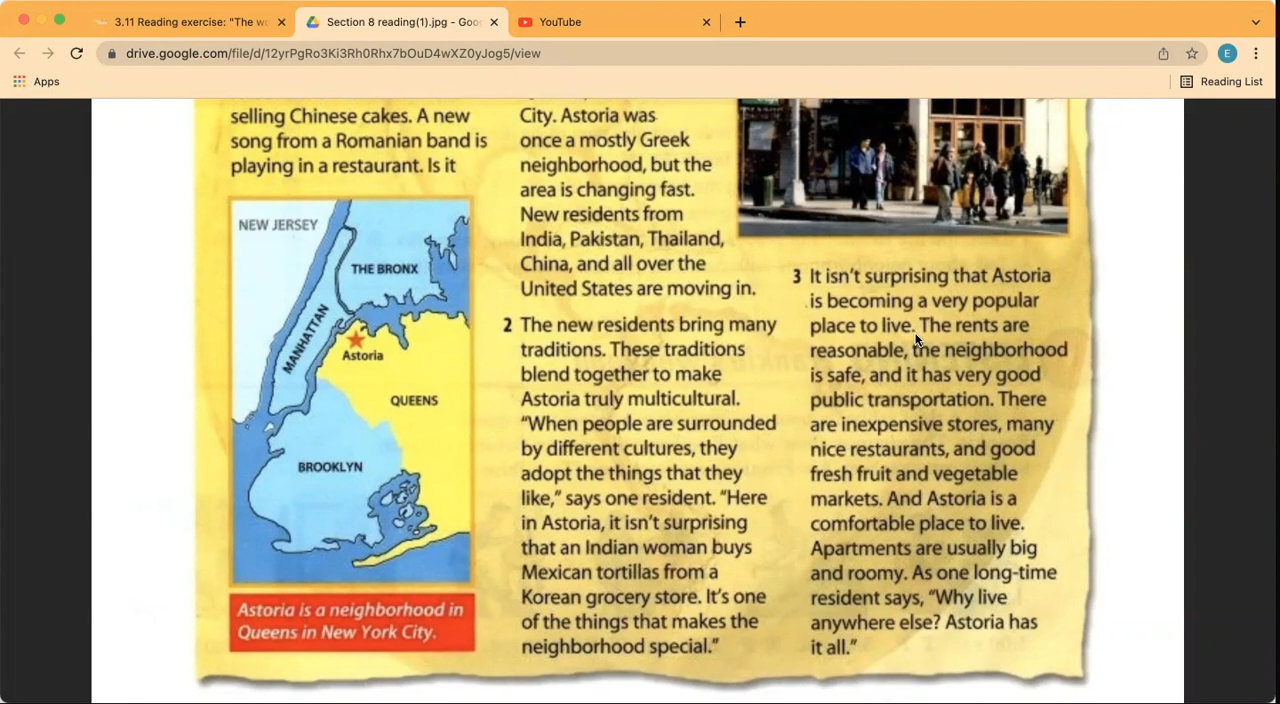 3.11 Reading exercise: "The w
Section 8 reading(1).jpg - Goo
YouTube
drive.google.com/file/d/12yrPgRo3Ki3Rh0Rhx7bOuD4wXZ0yJog5/view
E
Apps
Reading List
selling Chinese cakes. A new
song from a Romanian band is
playing in a restaurant. Is it
NEW JERSEY
THE BRONX
MANHATTAN
Astoria
QUEENS
BROOKLYN
Astoria is a neighborhood in
Queens in New York City.
City. Astoria was
once a mostly Greek
neighborhood, but the
area is changing fast.
New residents from
India, Pakistan, Thailand,
China, and all over the
United States are moving in.
2 The new residents bring many
traditions. These traditions
blend together to make
Astoria truly multicultural.
“When people are surrounded
by different cultures, they
adopt the things that they
like,” says one resident. “Here
in Astoria, it isn’t surprising
that an Indian woman buys
Mexican tortillas from a
Korean grocery store. It’s one
of the things that makes the
neighborhood special.”
3 It isn’t surprising that Astoria
is becoming a very popular
place to live. The rents are
reasonable, the neighborhood
is safe, and it has very good
public transportation. There
are inexpensive stores, many
nice restaurants, and good
fresh fruit and vegetable
markets. And Astoria is a
comfortable place to live.
Apartments are usually big
and roomy. As one long-time
resident says, “Why live
anywhere else? Astoria has
it all.”